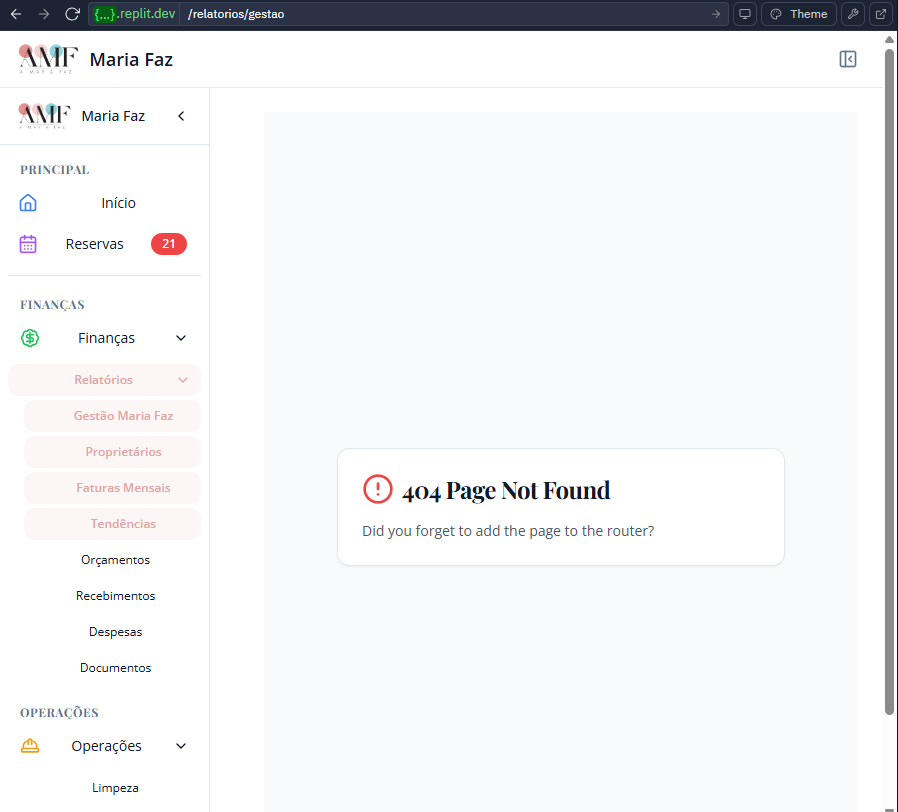 {...}.replit.dev /relatorios/gestao
Theme
AMF
A MAR A FAZ
Maria Faz
AMF
A MAR A FAZ
Maria Faz
PRINCIPAL
Início
Reservas 21
FINANÇAS
Finanças
Relatórios
Gestão Maria Faz
Proprietários
Faturas Mensais
Tendências
Orçamentos
Recebimentos
Despesas
Documentos
OPERAÇÕES
Operações
Limpeza
404 Page Not Found
Did you forget to add the page to the router?